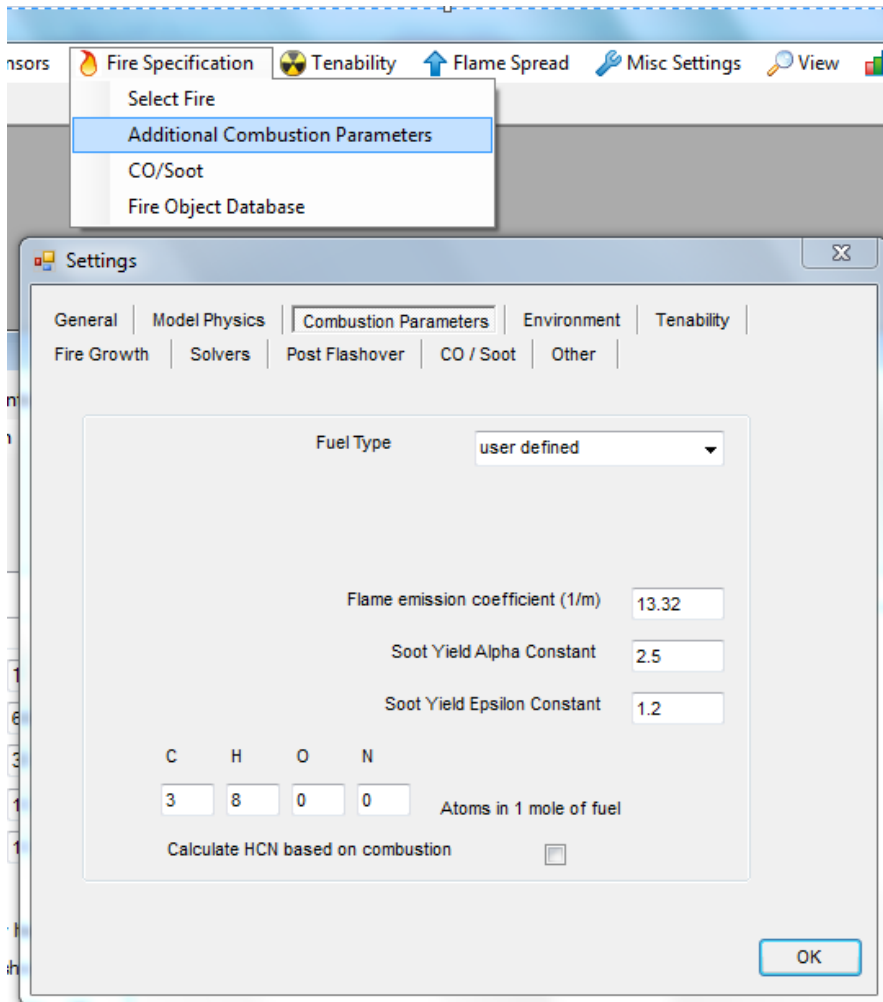 nsors Fire Specification Tenability Flame Spread Misc Settings View
Select Fire
Additional Combustion Parameters
CO/Soot
Fire Object Database
Settings
General Model Physics Combustion Parameters Environment Tenability
Fire Growth Solvers Post Flashover CO / Soot Other
Fuel Type user defined
Flame emission coefficient (1/m) 13.32
Soot Yield Alpha Constant 2.5
Soot Yield Epsilon Constant 1.2
C H O N
3 8 0 0 Atoms in 1 mole of fuel
Calculate HCN based on combustion
OK